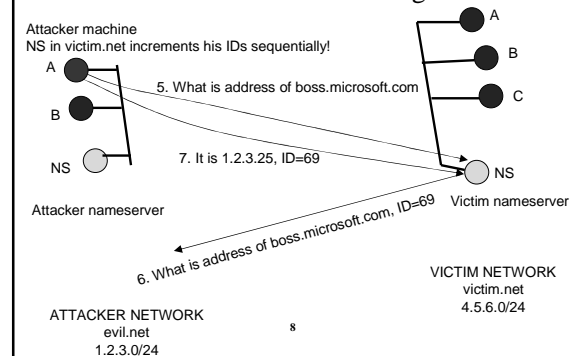 Attacker machine
NS in victim.net increments his IDs sequentially!
A
B
NS
Attacker nameserver
5. What is address of boss.microsoft.com
7. It is 1.2.3.25, ID=69
6. What is address of boss.microsoft.com, ID=69
A
B
C
NS
Victim nameserver
VICTIM NETWORK
victim.net
4.5.6.0/24
ATTACKER NETWORK
evil.net
1.2.3.0/24
8